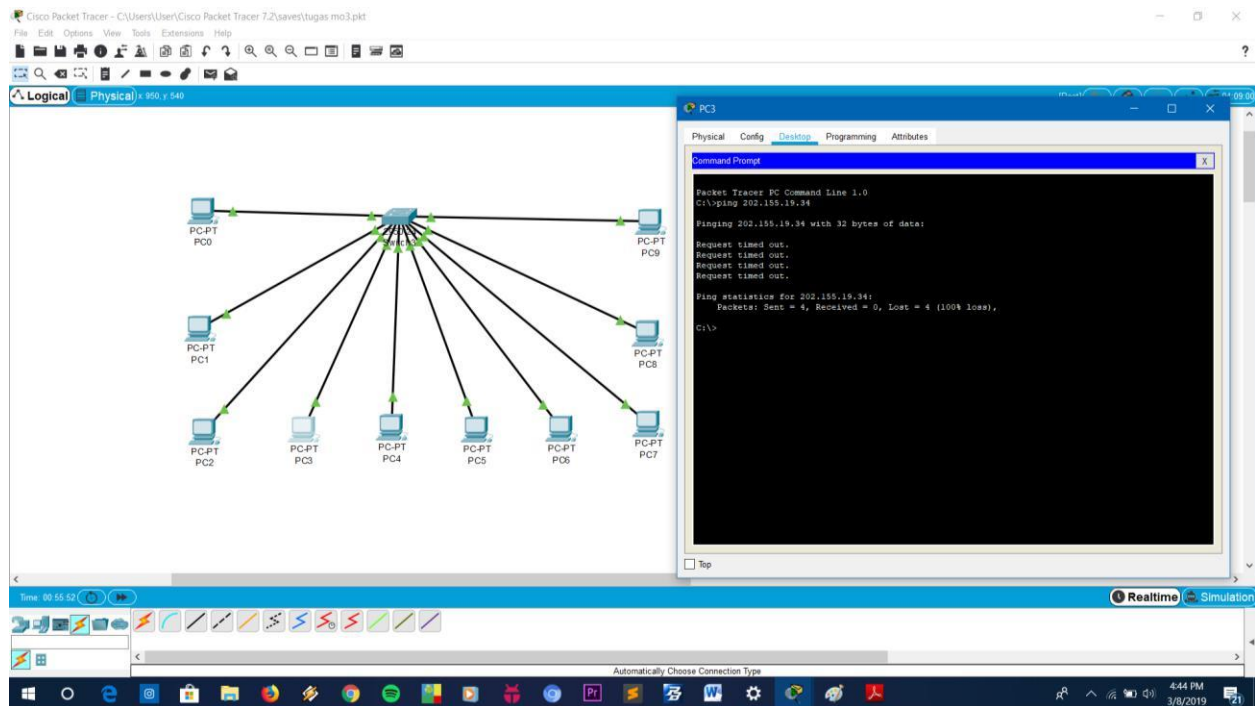 Cisco Packet Tracer - C:\Users\User\Cisco Packet Tracer 7.2\saves\tugas mo3.pkt
File Edit Options View Tools Extensions Help
?
Logical Physical x: 950, y: 540
PC3
Physical Config Desktop Programming Attributes
Command Prompt X
Packet Tracer PC Command Line 1.0
C:\>ping 202.155.19.34
Pinging 202.155.19.34 with 32 bytes of data:
Request timed out.
Request timed out.
Request timed out.
Request timed out.
Ping statistics for 202.155.19.34:
Packets: Sent = 4, Received = 0, Lost = 4 (100% loss),
C:\>
Top
PC-PT
PC0
PC-PT
PC9
PC-PT
PC1
PC-PT
PC8
PC-PT
PC2
PC-PT
PC3
PC-PT
PC4
PC-PT
PC5
PC-PT
PC6
PC-PT
PC7
Time: 00:55:52
Realtime Simulation
Automatically Choose Connection Type
Pr
4:44 PM
3/8/2019
21